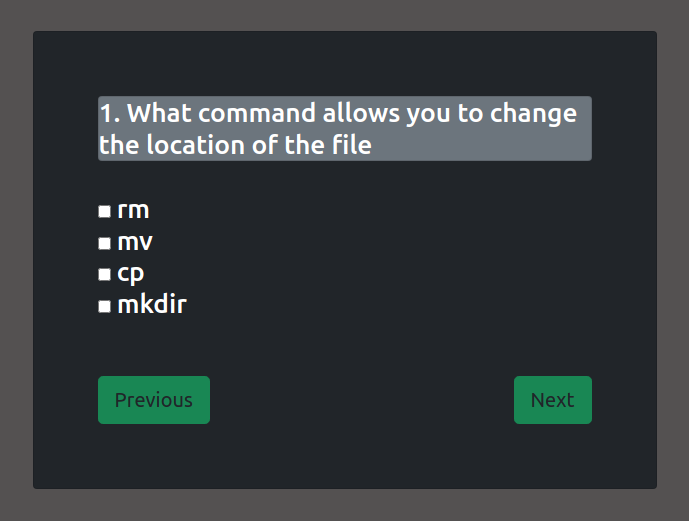 1. What command allows you to change
the location of the file
rm
mv
cp
mkdir
Previous
Next